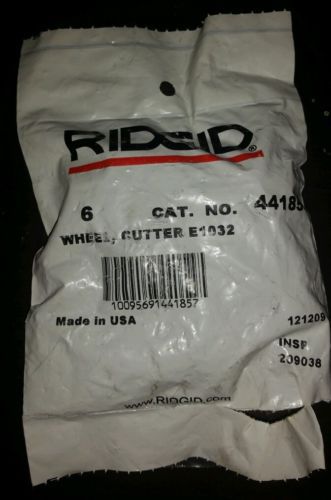 RIDGID®
6 CAT. NO. 44185
WHEEL, CUTTER E1032
10095691441857
Made in USA 121209
INSP
209038
www.RIDGID.com